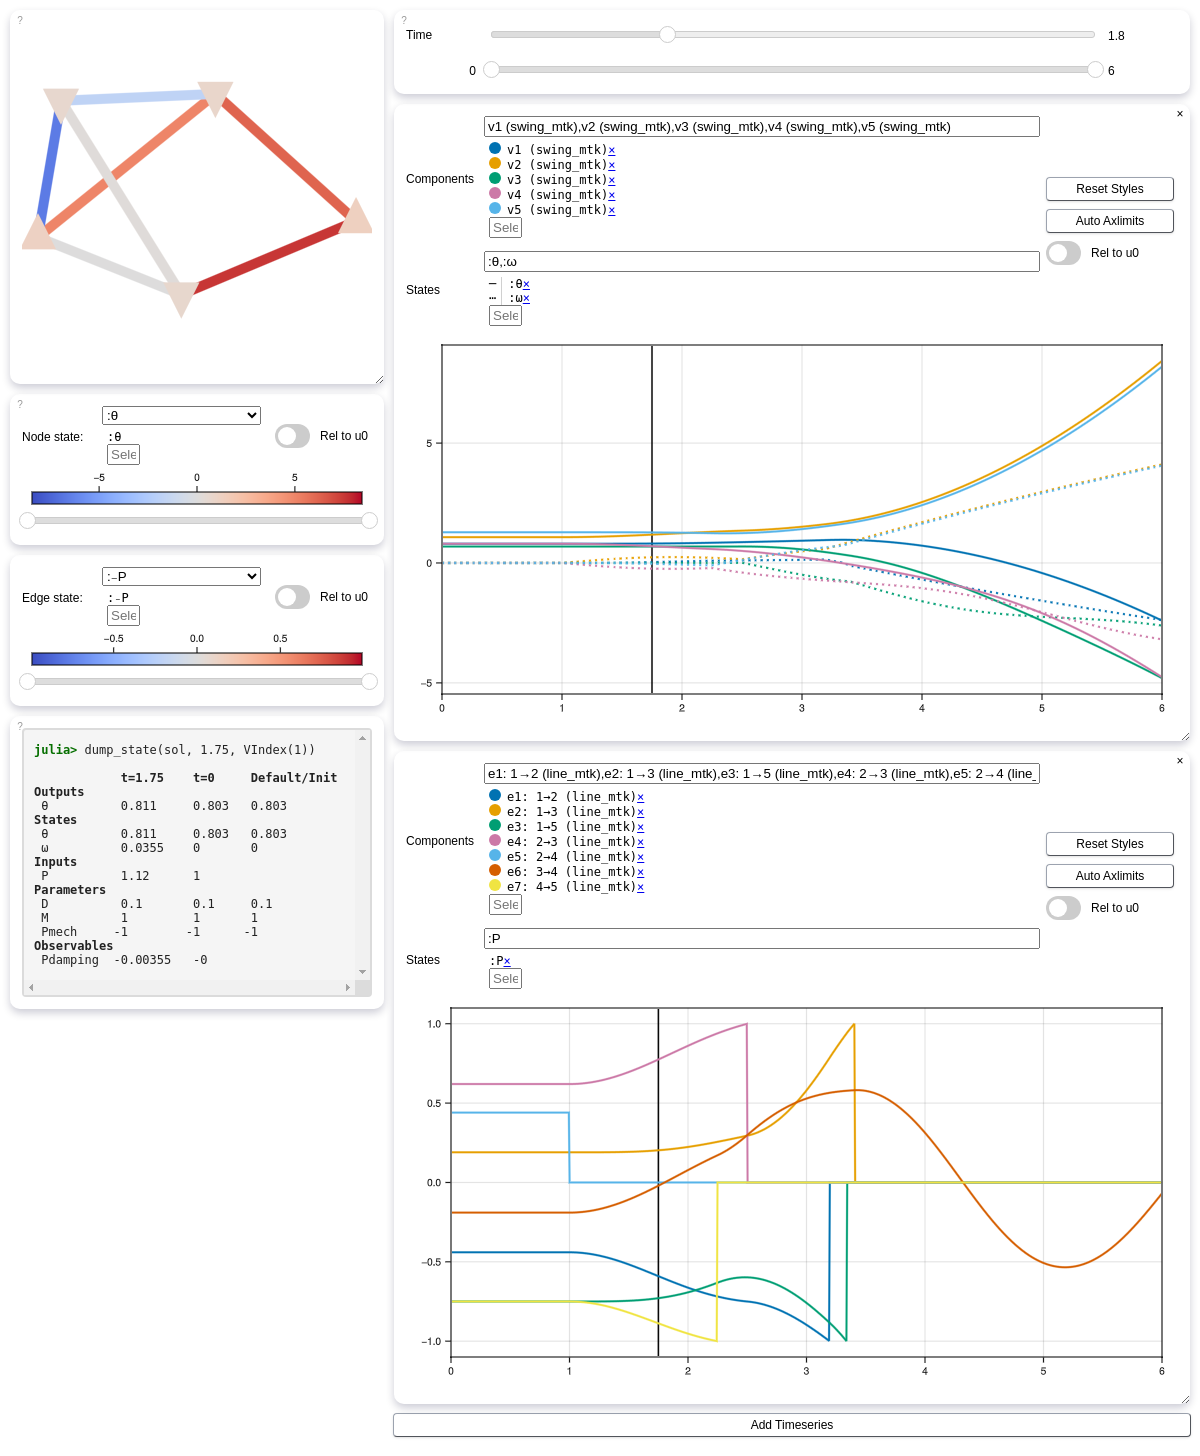 ?
?
Time
1.8
0
6
?
Node state:
:θ
:θ
Sele
Rel to u0
−5
0
5
?
Edge state:
:₋P
:₋P
Sele
Rel to u0
−0.5
0.0
0.5
?
julia> dump_state(sol, 1.75, VIndex(1))
t=1.75 t=0 Default/Init
Outputs
θ 0.811 0.803 0.803
States
θ 0.811 0.803 0.803
ω 0.0355 0 0
Inputs
P 1.12 1
Parameters
D 0.1 0.1 0.1
M 1 1 1
Pmech -1 -1 -1
Observables
Pdamping -0.00355 -0
×
Components
v1 (swing_mtk),v2 (swing_mtk),v3 (swing_mtk),v4 (swing_mtk),v5 (swing_mtk)
v1 (swing_mtk)×
v2 (swing_mtk)×
v3 (swing_mtk)×
v4 (swing_mtk)×
v5 (swing_mtk)×
Sele
Reset Styles
Auto Axlimits
Rel to u0
States
:θ,:ω
:θ×
:ω×
Sele
5
0
−5
0 1 2 3 4 5 6
×
Components
e1: 1→2 (line_mtk),e2: 1→3 (line_mtk),e3: 1→5 (line_mtk),e4: 2→3 (line_mtk),e5: 2→4 (line_
e1: 1→2 (line_mtk)×
e2: 1→3 (line_mtk)×
e3: 1→5 (line_mtk)×
e4: 2→3 (line_mtk)×
e5: 2→4 (line_mtk)×
e6: 3→4 (line_mtk)×
e7: 4→5 (line_mtk)×
Sele
Reset Styles
Auto Axlimits
Rel to u0
States
:P
:P×
Sele
1.0
0.5
0.0
−0.5
−1.0
0 1 2 3 4 5 6
Add Timeseries